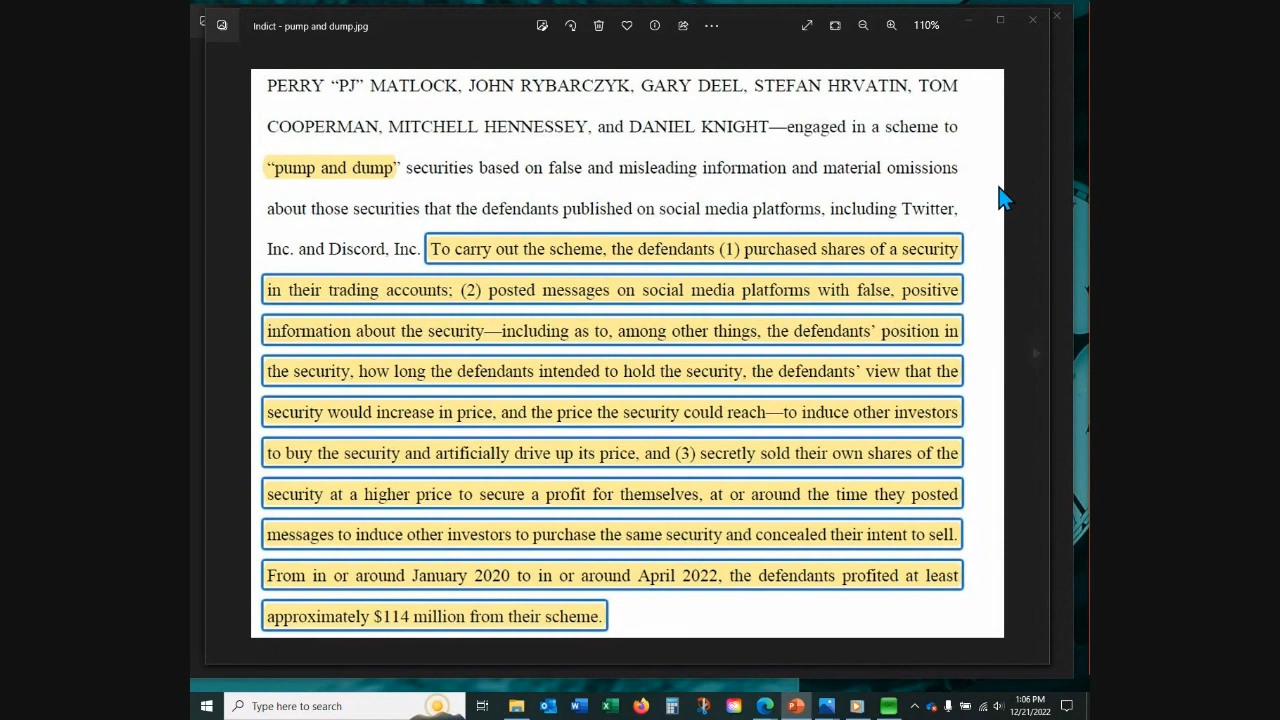 Indict - pump and dump.jpg
110%
PERRY “PJ” MATLOCK, JOHN RYBARCZYK, GARY DEEL, STEFAN HRVATIN, TOM
COOPERMAN, MITCHELL HENNESSEY, and DANIEL KNIGHT—engaged in a scheme to
“pump and dump” securities based on false and misleading information and material omissions
about those securities that the defendants published on social media platforms, including Twitter,
Inc. and Discord, Inc. To carry out the scheme, the defendants (1) purchased shares of a security
in their trading accounts; (2) posted messages on social media platforms with false, positive
information about the security—including as to, among other things, the defendants’ position in
the security, how long the defendants intended to hold the security, the defendants’ view that the
security would increase in price, and the price the security could reach—to induce other investors
to buy the security and artificially drive up its price, and (3) secretly sold their own shares of the
security at a higher price to secure a profit for themselves, at or around the time they posted
messages to induce other investors to purchase the same security and concealed their intent to sell.
From in or around January 2020 to in or around April 2022, the defendants profited at least
approximately $114 million from their scheme.
Type here to search
1:06 PM
12/21/2022